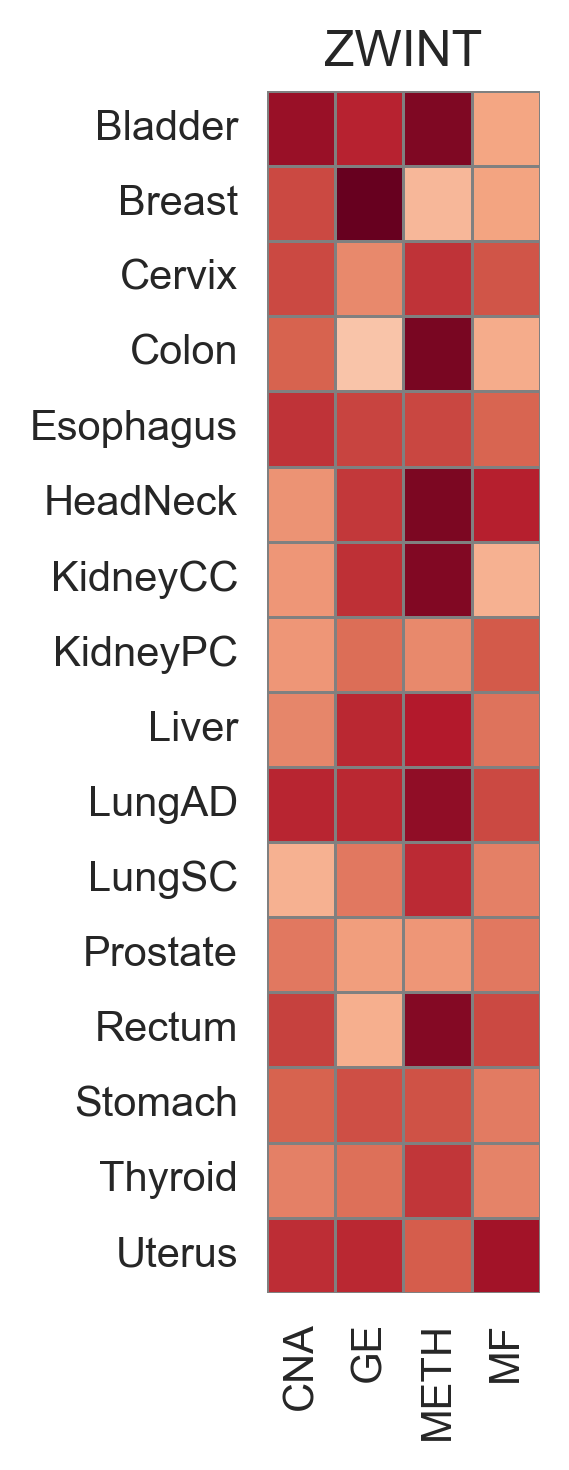 ZWINT
Bladder
Breast
Cervix
Colon
Esophagus
HeadNeck
KidneyCC
KidneyPC
Liver
LungAD
LungSC
Prostate
Rectum
Stomach
Thyroid
Uterus
CNA
GE
METH
MF